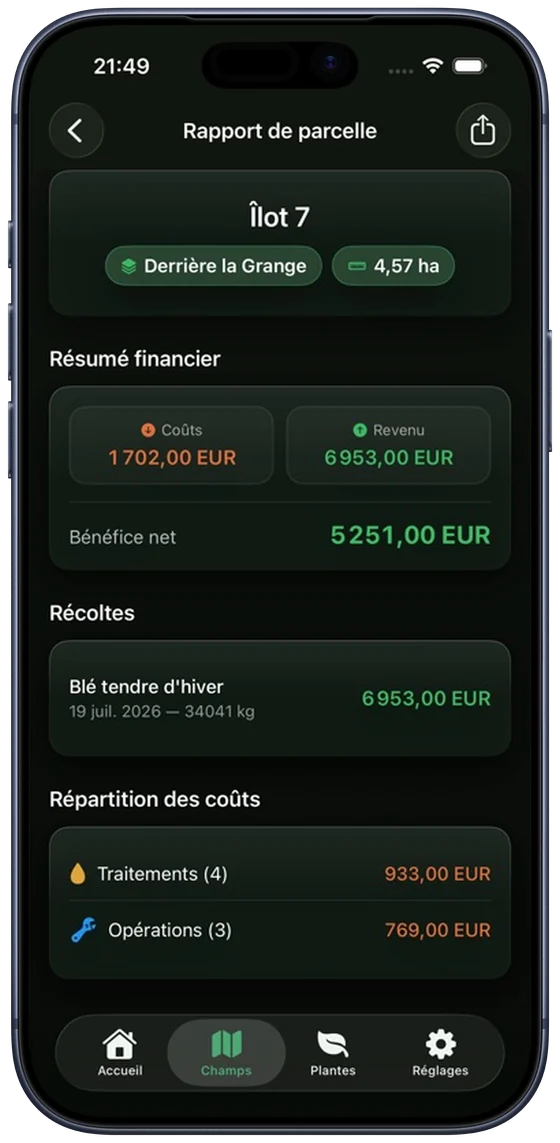 21:49
Rapport de parcelle
Îlot 7
Derrière la Grange 4,57 ha
Résumé financier
Coûts Revenu
1 702,00 EUR 6 953,00 EUR
Bénéfice net 5 251,00 EUR
Récoltes
Blé tendre d'hiver 6 953,00 EUR
19 juil. 2026 — 34041 kg
Répartition des coûts
Traitements (4) 933,00 EUR
Opérations (3) 769,00 EUR
Accueil Champs Plantes Réglages